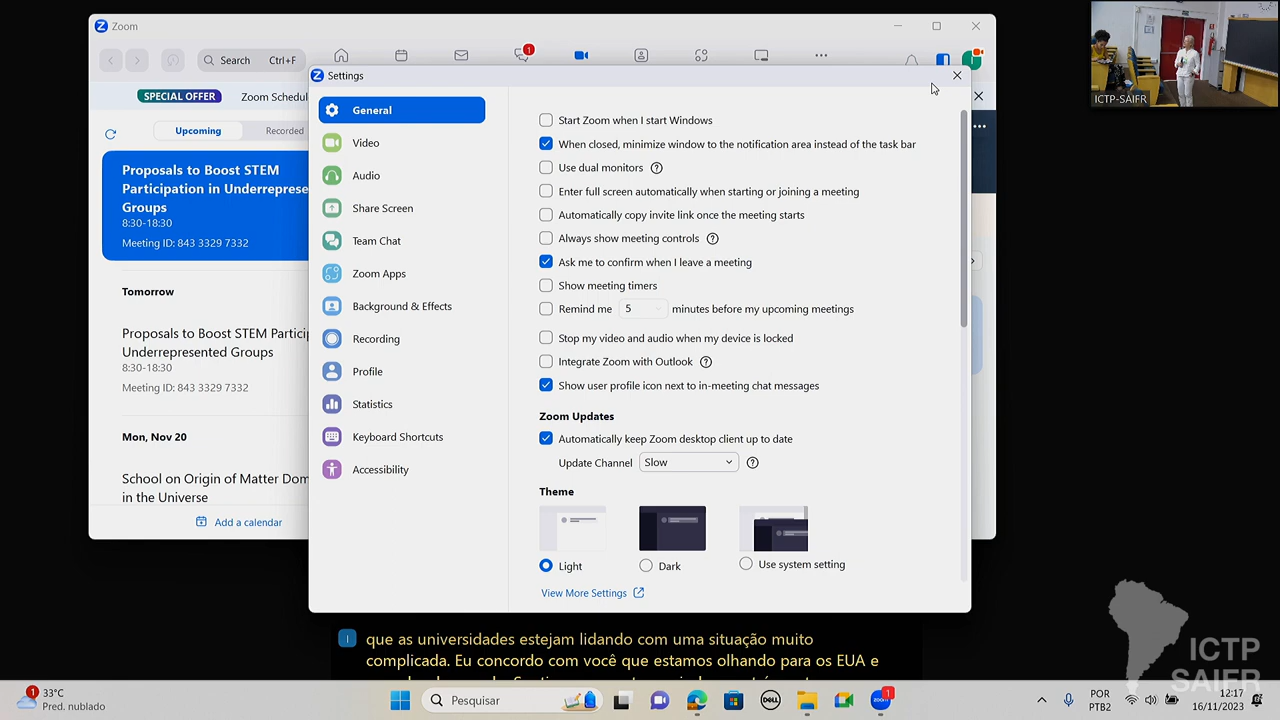 Zoom
Search Ctrl+F
1
SPECIAL OFFER Zoom Schedul
Upcoming Recorded
Proposals to Boost STEM
Participation in Underreprese
Groups
8:30-18:30
Meeting ID: 843 3329 7332
Tomorrow
Proposals to Boost STEM Partici
Underrepresented Groups
8:30-18:30
Meeting ID: 843 3329 7332
Mon, Nov 20
School on Origin of Matter Dom
in the Universe
Add a calendar
Settings
General
Video
Audio
Share Screen
Team Chat
Zoom Apps
Background & Effects
Recording
Profile
Statistics
Keyboard Shortcuts
Accessibility
Start Zoom when I start Windows
When closed, minimize window to the notification area instead of the task bar
Use dual monitors
Enter full screen automatically when starting or joining a meeting
Automatically copy invite link once the meeting starts
Always show meeting controls
Ask me to confirm when I leave a meeting
Show meeting timers
Remind me 5 minutes before my upcoming meetings
Stop my video and audio when my device is locked
Integrate Zoom with Outlook
Show user profile icon next to in-meeting chat messages
Zoom Updates
Automatically keep Zoom desktop client up to date
Update Channel Slow
Theme
Light Dark Use system setting
View More Settings
ICTP-SAIFR
I que as universidades estejam lidando com uma situação muito
complicada. Eu concordo com você que estamos olhando para os EUA e
ICTP
SAIFR
1 33°C
Pred. nublado
Pesquisar
DELL
zoom 1
POR
PTB2
12:17
16/11/2023